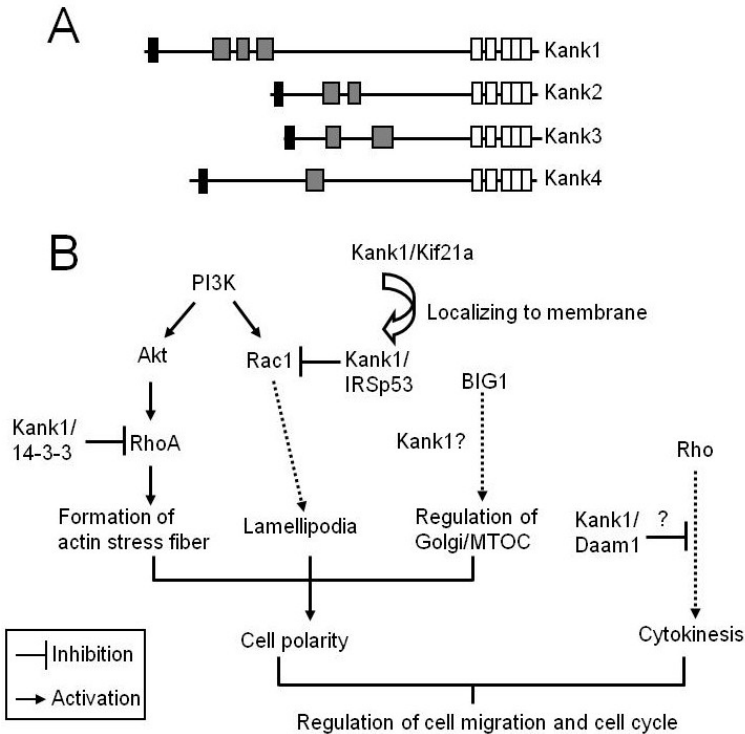 A
Kank1
Kank2
Kank3
Kank4
B
Kank1/Kif21a
PI3K
Localizing to membrane
Akt
Rac1
Kank1/
IRSp53
BIG1
Kank1/
14-3-3
RhoA
Kank1?
Rho
Formation of
actin stress fiber
Lamellipodia
Regulation of
Golgi/MTOC
Kank1/
Daam1
?
Cell polarity
Cytokinesis
Inhibition
Activation
Regulation of cell migration and cell cycle